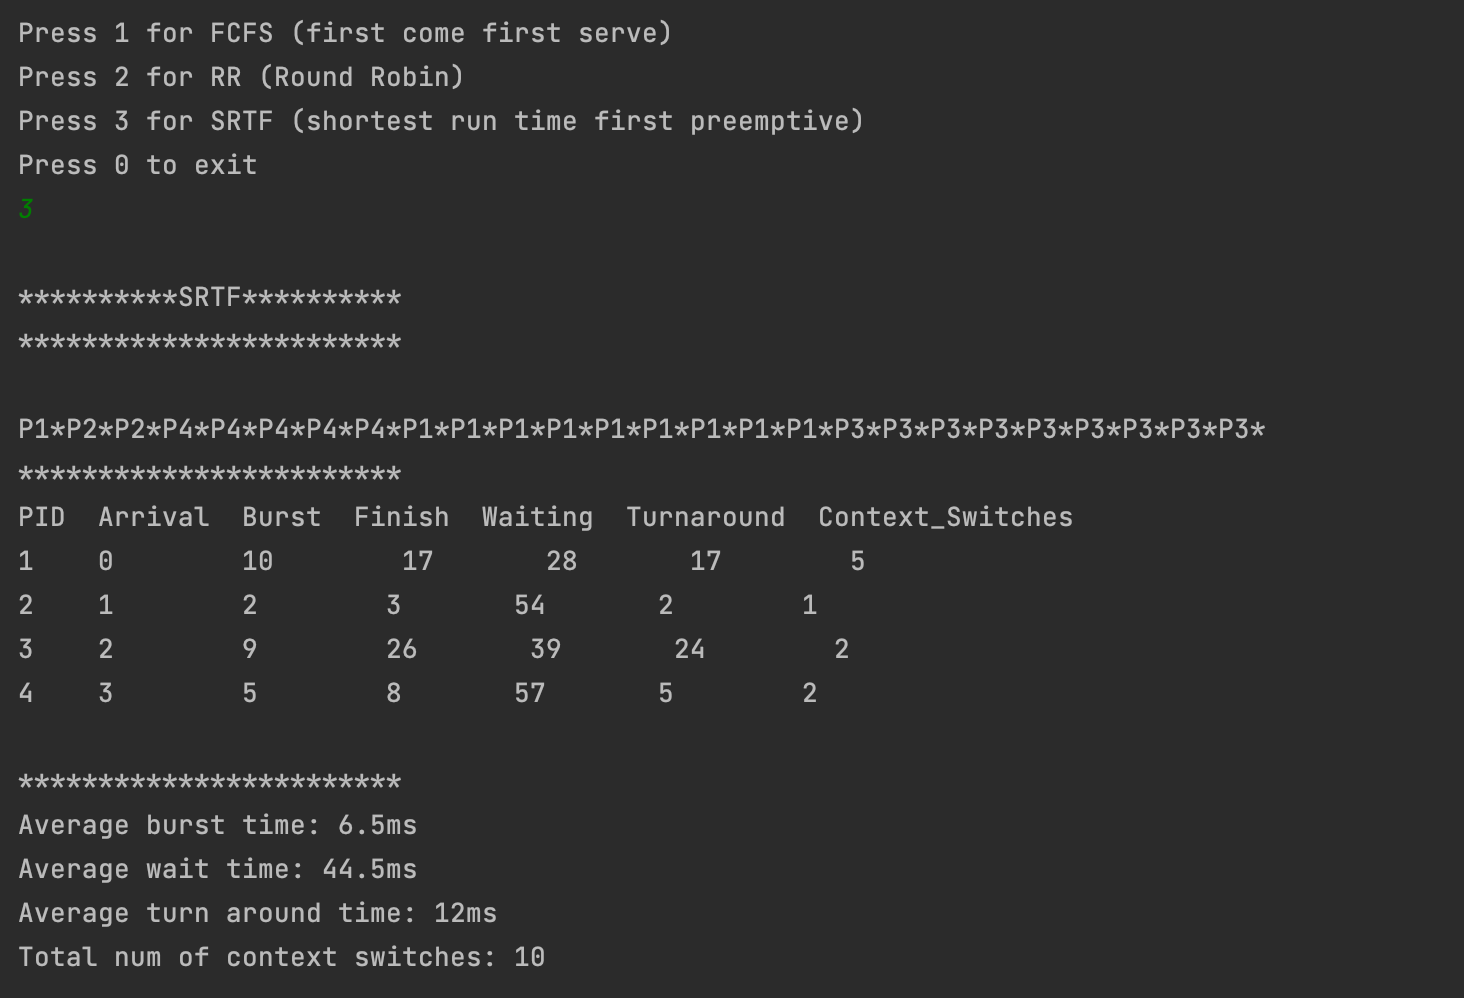 Press 1 for FCFS (first come first serve)
Press 2 for RR (Round Robin)
Press 3 for SRTF (shortest run time first preemptive)
Press 0 to exit
3
**********SRTF**********
************************
P1*P2*P2*P4*P4*P4*P4*P4*P1*P1*P1*P1*P1*P1*P1*P1*P1*P3*P3*P3*P3*P3*P3*P3*P3*P3*
************************
PID  Arrival  Burst  Finish  Waiting  Turnaround  Context_Switches
1    0        10        17       28       17        5
2    1        2        3       54       2        1
3    2        9        26       39       24        2
4    3        5        8       57       5        2
************************
Average burst time: 6.5ms
Average wait time: 44.5ms
Average turn around time: 12ms
Total num of context switches: 10